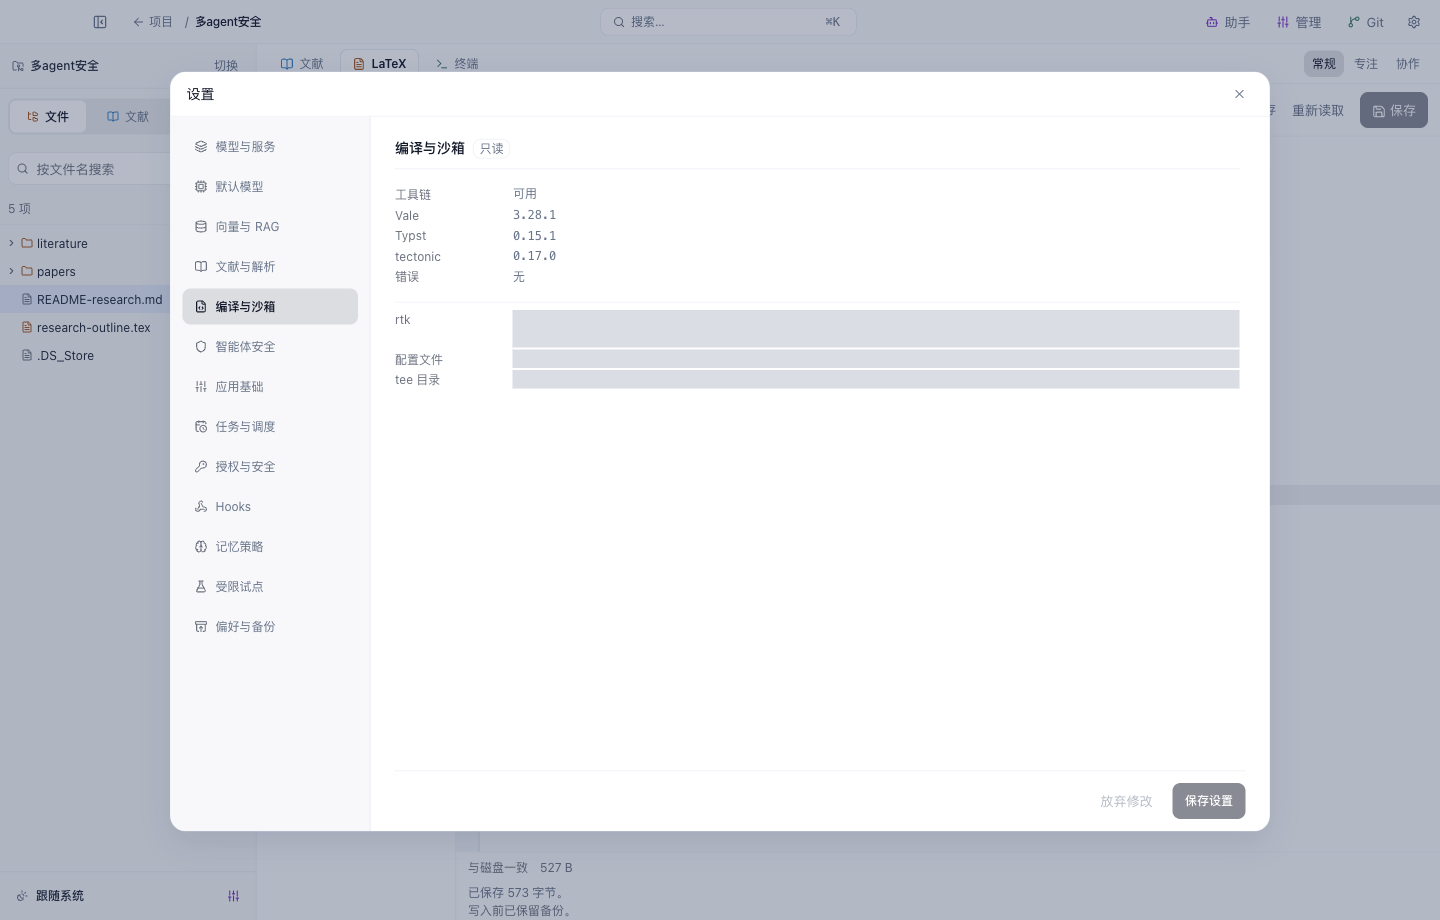 项目 / 多agent安全
搜索... ⌘K
助手 管理 Git
多agent安全 切换
文献 LaTeX 终端
常规 专注 协作
文件 文献
重新读取 保存
按文件名搜索
5 项
literature
papers
README-research.md
research-outline.tex
.DS_Store
设置
模型与服务
默认模型
向量与 RAG
文献与解析
编译与沙箱
智能体安全
应用基础
任务与调度
授权与安全
Hooks
记忆策略
受限试点
偏好与备份
编译与沙箱 只读
工具链 可用
Vale 3.28.1
Typst 0.15.1
tectonic 0.17.0
错误 无
rtk
配置文件
tee 目录
放弃修改 保存设置
与磁盘一致 527 B
已保存 573 字节。
写入前已保留备份。
跟随系统